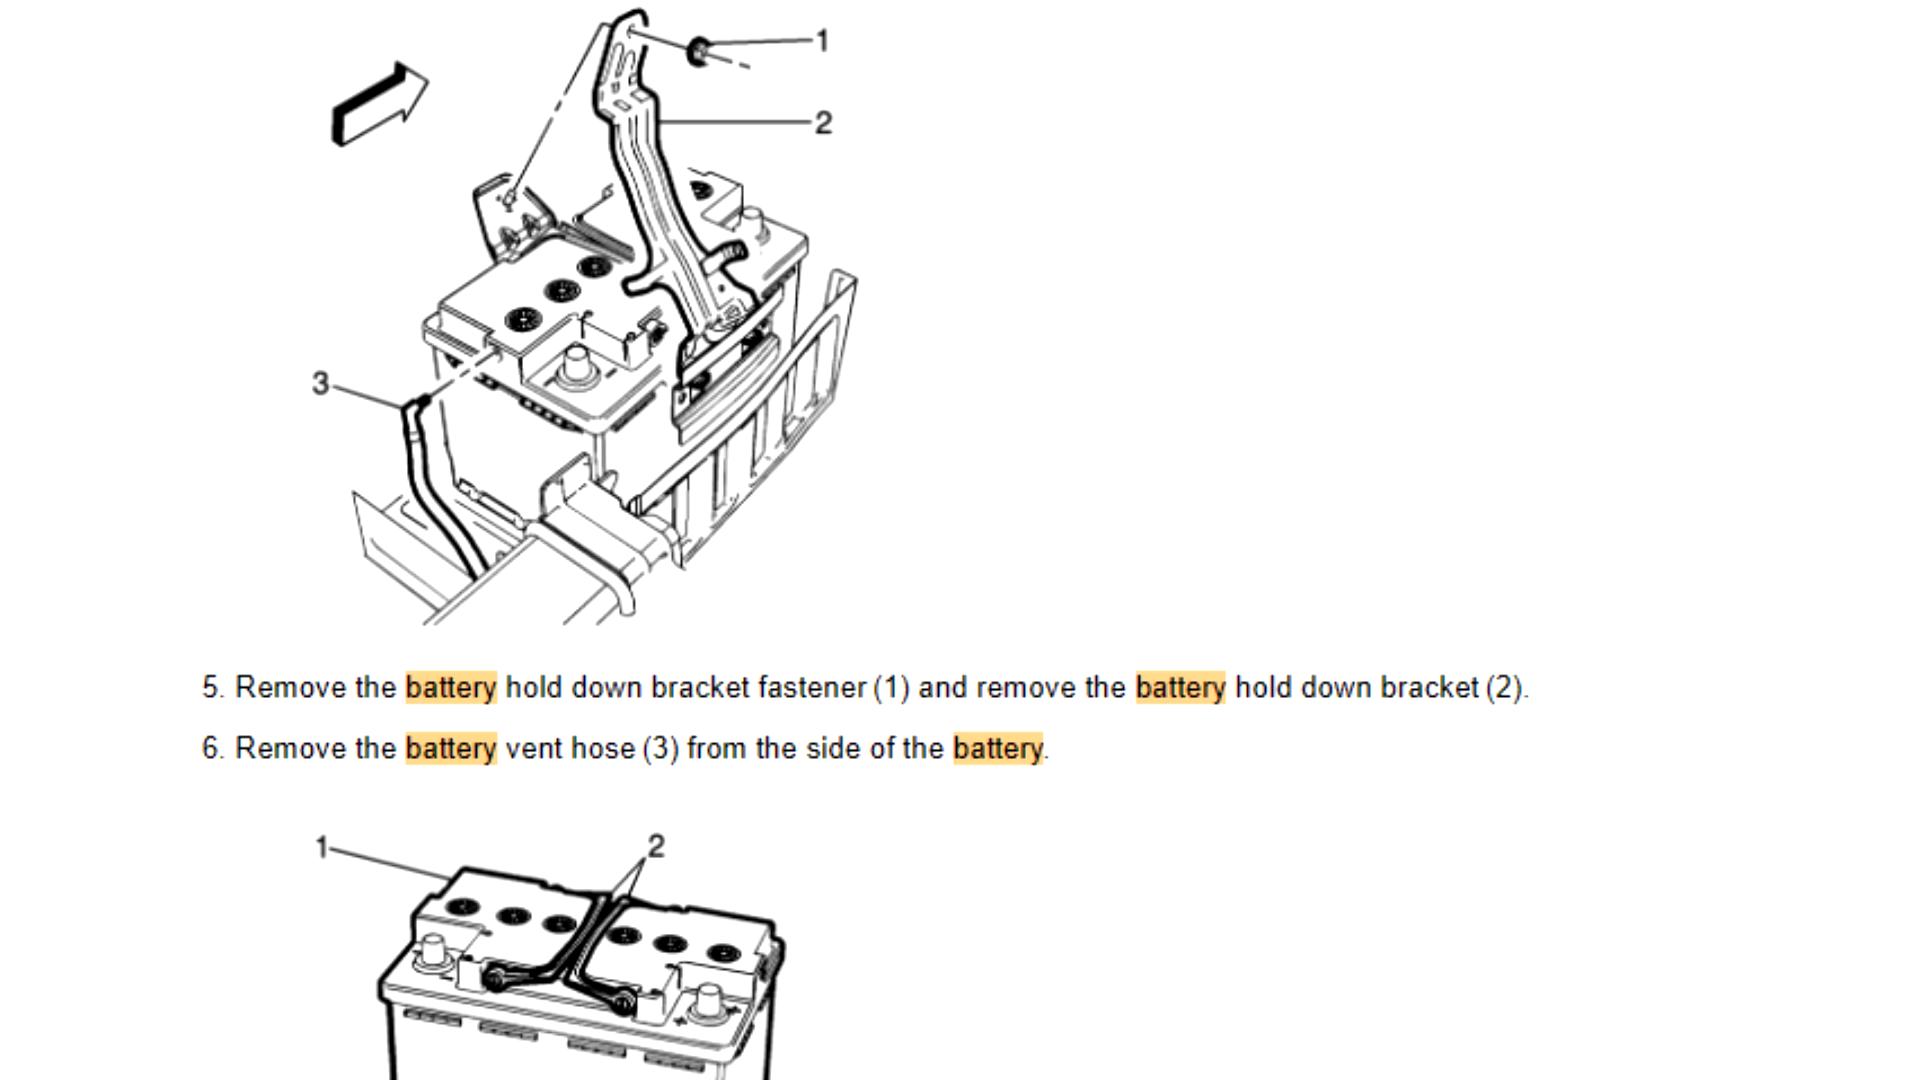 1
2
3
5. Remove the battery hold down bracket fastener (1) and remove the battery hold down bracket (2).
6. Remove the battery vent hose (3) from the side of the battery.
1
2